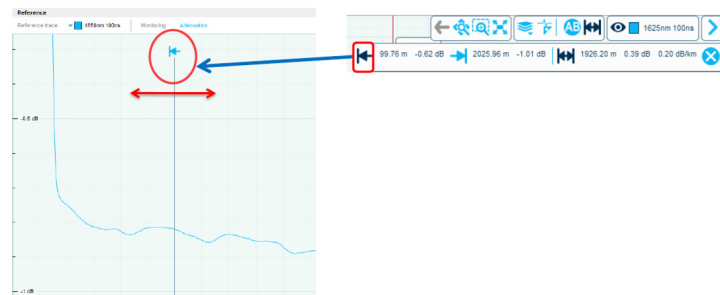 Reference
Reference trace 1650nm 100ns Monitoring Attenuation
-0.5 dB
-1 dB
AB 1625nm 100ns
99.76 m -0.62 dB 2025.96 m -1.01 dB 1926.20 m 0.39 dB 0.20 dB/km